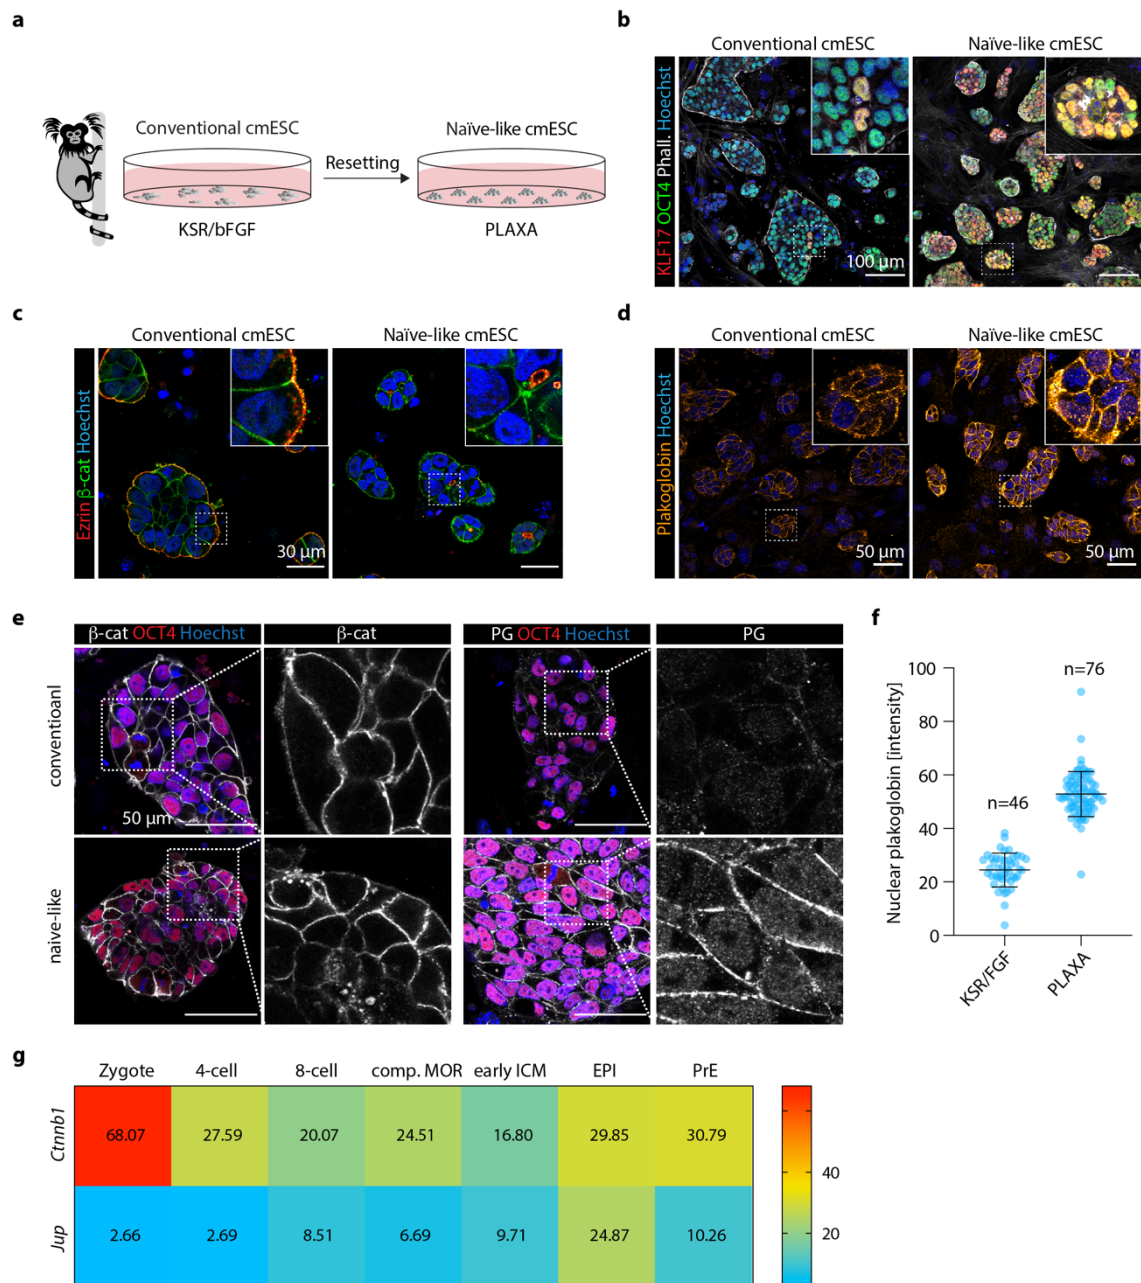 a
Conventional cmESC
Naïve-like cmESC
Resetting
KSR/bFGF
PLAXA
b
Conventional cmESC
Naïve-like cmESC
KLF17 OCT4 Phall. Hoechst
100 µm
c
Conventional cmESC
Naïve-like cmESC
Ezrin β-cat Hoechst
30 µm
d
Conventional cmESC
Naïve-like cmESC
Plakoglobin Hoechst
50 µm
50 µm
e
β-cat OCT4 Hoechst
β-cat
PG OCT4 Hoechst
PG
conventioanl
50 µm
naive-like
f
Nuclear plakoglobin [intensity]
100
80
60
40
20
0
n=46
n=76
KSR/FGF
PLAXA
g
Zygote 4-cell 8-cell comp. MOR early ICM EPI PrE
Ctnnb1 68.07 27.59 20.07 24.51 16.80 29.85 30.79
Jup 2.66 2.69 8.51 6.69 9.71 24.87 10.26
40
20